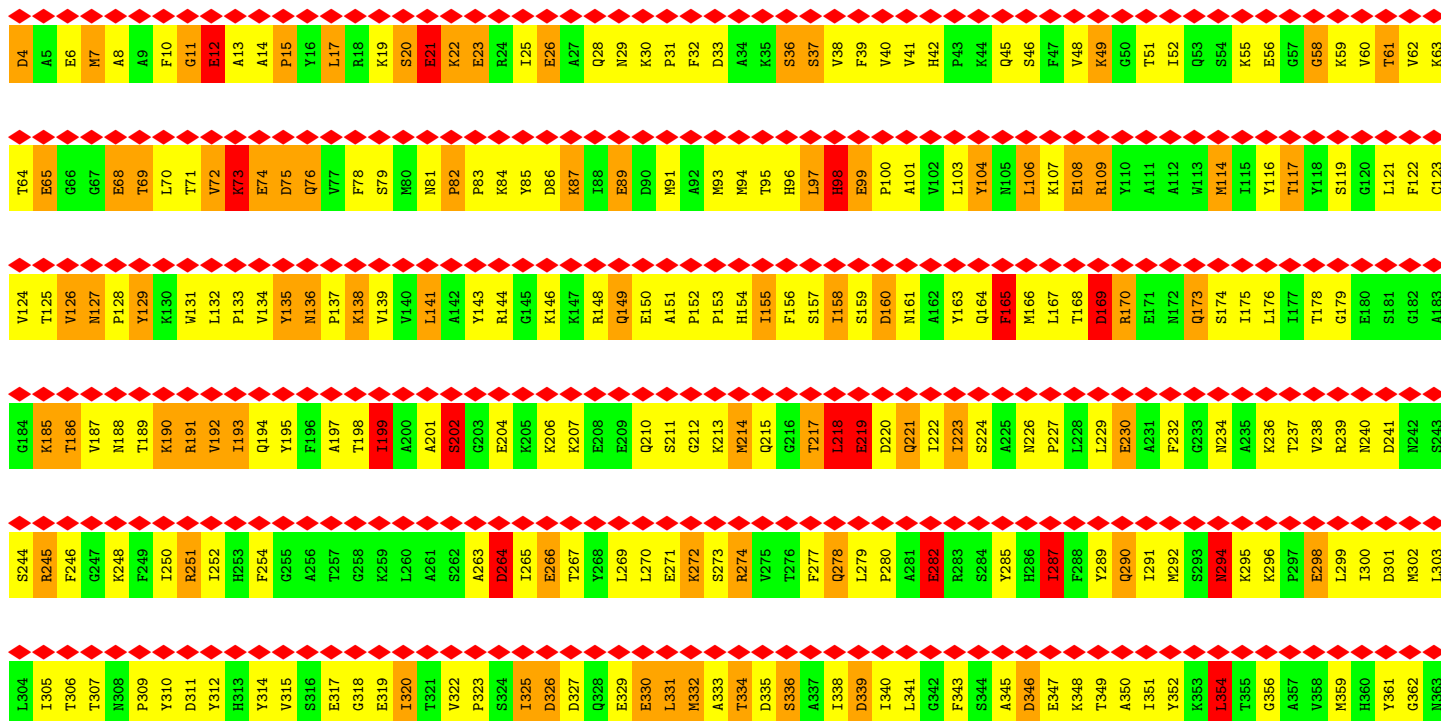 D4 A5 E6 M7 A8 A9 F10 G11 E12 A13 A14 P15 Y16 L17 R18 K19 S20 E21 K22 E23 R24 I25 E26 A27 Q28 N29 K30 P31 F32 D33 A34 K35 S36 S37 V38 F39 V40 V41 H42 P43 K44 Q45 S46 F47 V48 K49 G50 T51 I52 Q53 S54 K55 E56 G57 G58 K59 V60 T61 V62 K63
T64 E65 G66 G67 E68 T69 L70 T71 V72 K73 E74 D75 Q76 V77 F78 S79 M80 N81 P82 P83 K84 Y85 D86 K87 I88 E89 D90 M91 A92 M93 M94 T95 H96 L97 H98 E99 P100 A101 V102 L103 Y104 N105 L106 K107 E108 R109 Y110 A111 A112 W113 M114 I115 Y116 T117 Y118 S119 G120 L121 F122 C123
V124 T125 V126 N127 P128 Y129 K130 W131 L132 P133 V134 Y135 N136 P137 K138 V139 V140 L141 A142 Y143 R144 G145 K146 K147 R148 Q149 E150 A151 P152 P153 H154 I155 F156 S157 I158 S159 D160 N161 A162 Y163 Q164 F165 M166 L167 T168 D169 R170 E171 N172 Q173 S174 I175 L176 I177 T178 G179 E180 S181 G182 A183
G184 K185 T186 V187 N188 T189 K190 R191 V192 I193 Q194 Y195 F196 A197 T198 I199 A200 A201 S202 G203 E204 K205 K206 K207 E208 E209 Q210 S211 G212 K213 M214 Q215 G216 T217 L218 E219 D220 Q221 I222 I223 S224 A225 N226 P227 L228 L229 E230 A231 F232 G233 N234 A235 K236 T237 V238 R239 N240 D241 N242 S243
S244 R245 F246 G247 K248 F249 I250 R251 I252 H253 F254 G255 A256 T257 G258 K259 L260 A261 S262 A263 D264 I265 E266 T267 Y268 L269 L270 E271 K272 S273 R274 V275 T276 F277 Q278 L279 P280 A281 E282 R283 S284 Y285 H286 I287 F288 Y289 Q290 I291 M292 S293 N294 K295 K296 P297 E298 L299 I300 D301 M302 L303
L304 I305 T306 T307 N308 P309 Y310 D311 Y312 H313 Y314 V315 S316 E317 G318 E319 I320 T321 V322 P323 S324 I325 D326 D327 Q328 E329 E330 L331 M332 A333 T334 D335 S336 A337 I338 D339 I340 L341 G342 F343 S344 A345 D346 E347 K348 T349 A350 I351 Y352 K353 L354 T355 G356 A357 V358 M359 H360 Y361 G362 N363